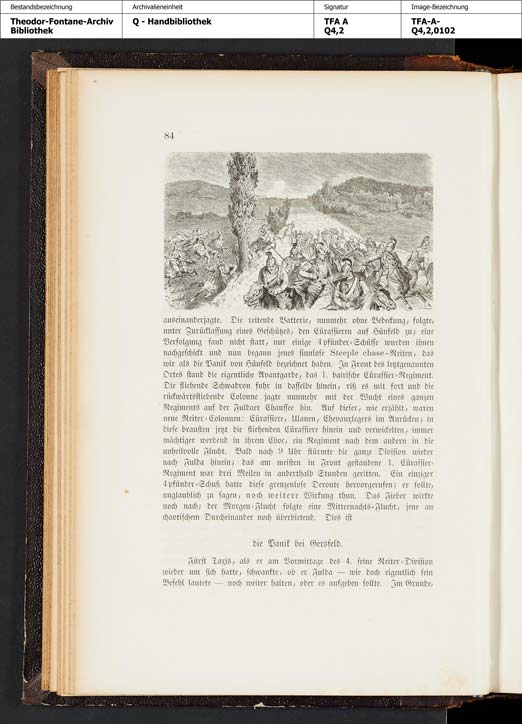 Bestandsbezeichnung
Theodor-Fontane-Archiv
Bibliothek
Archivalieneinheit
Q - Handbibliothek
Signatur
TFA A
Q4,2
Image-Bezeichnung
TFA-A-
Q4,2,0102
84
auseinanderjagte. Die reitende Batterie, nunmehr ohne Bedeckung, folgte,
unter Zurücklassung eines Geschützes, den Cürassieren auf Hünfeld zu; eine
Verfolgung fand nicht statt, nur einige 4pfünder-Schüsse wurden ihnen
nachgeschickt und nun begann jenes sinnlose Steeple chase-Reiten, das
wir als die Panik von Hünfeld bezeichnet haben. In Front des letztgenannten
Ortes stand die eigentliche Avantgarde, das 1. bairische Cürassier-Regiment.
Die fliehende Schwadron fuhr in dasselbe hinein, riß es mit fort und die
rückwärtsfliehende Colonne jagte nunmehr mit der Wucht eines ganzen
Regiments auf der Fuldaer Chaussee hin. Auf dieser, wie erzählt, waren
neue Reiter-Colonnen: Cürassiere, Ulanen, Chevauxlegers im Anrücken; in
diese brausten jetzt die fliehenden Cürassiere hinein und verwickelten, immer
mächtiger werdend in ihrem Choc, ein Regiment nach dem andern in die
unheilvolle Flucht. Bald nach 9 Uhr stürmte die ganze Division wieder
nach Fulda hinein; das am meisten in Front gestandene 1. Cürassier-
Regiment war drei Meilen in anderthalb Stunden geritten. Ein einziger
4pfünder-Schuß hatte diese grenzenlose Deroute hervorgerufen; er sollte,
unglaublich zu sagen, noch weitere Wirkung thun. Das Fieber wirkte
noch nach; der Morgen-Flucht folgte eine Mitternachts-Flucht, jene an
chaotischem Durcheinander noch überbietend. Dies ist
die Panik bei Gersfeld.
Fürst Taxis, als er am Vormittage des 4. seine Reiter-Division
wieder um sich hatte, schwankte, ob er Fulda — wie doch eigentlich sein
Befehl lautete — noch weiter halten, oder es aufgeben sollte. Im Grunde,